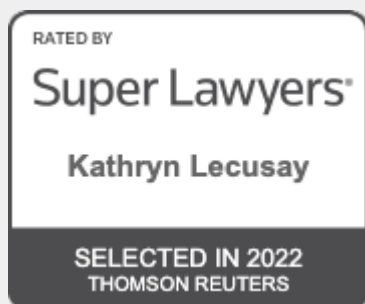 RATED BY
Super Lawyers®
Kathryn Lecusay
SELECTED IN 2022
THOMSON REUTERS